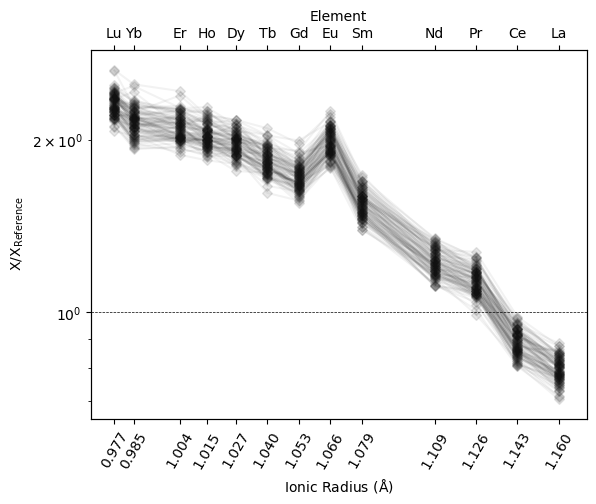 Element
Lu Yb Er Ho Dy Tb Gd Eu Sm Nd Pr Ce La
2 × 10⁰
10⁰
X/X_Reference
0.977 0.985 1.004 1.015 1.027 1.040 1.053 1.066 1.079 1.109 1.126 1.143 1.160
Ionic Radius (Å)